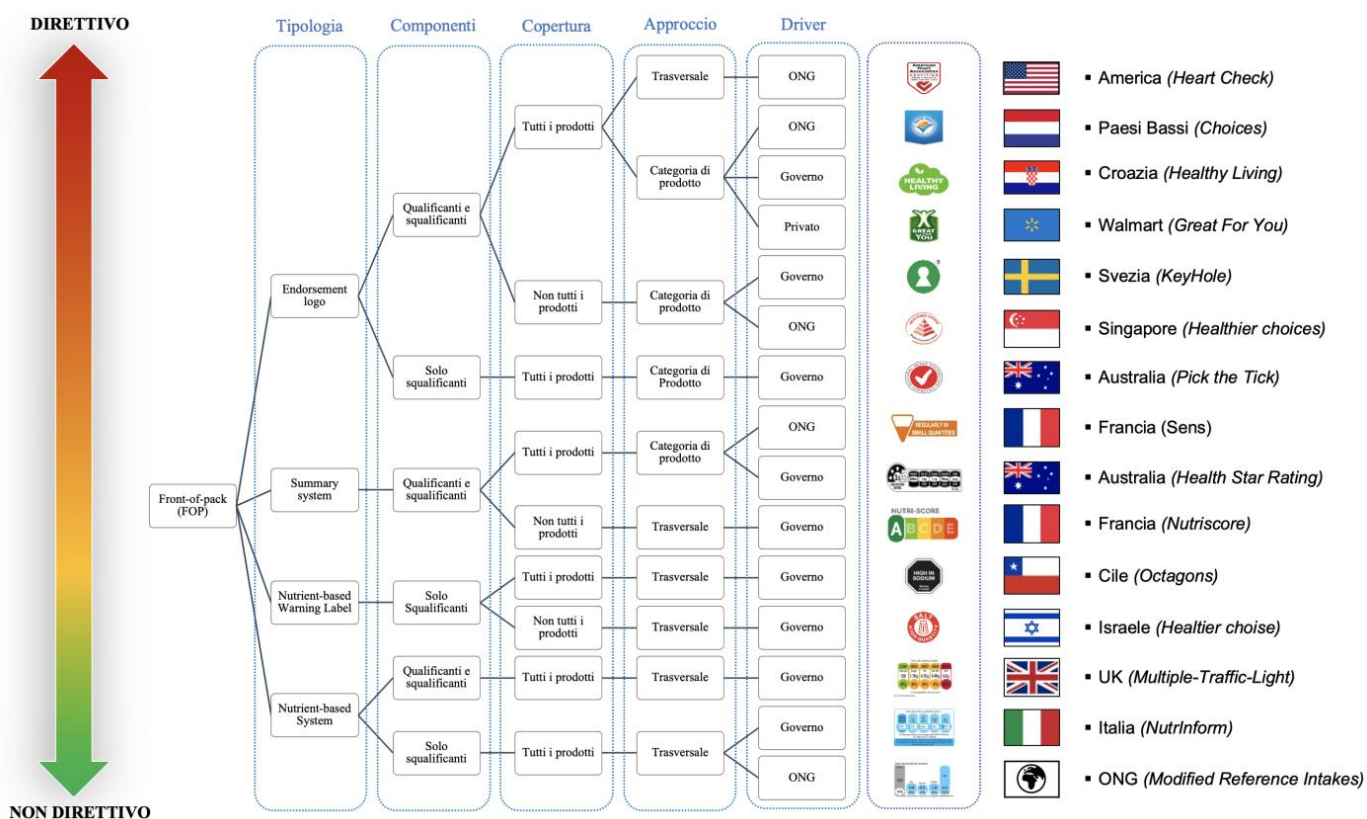 DIRETTIVO
Tipologia
Componenti
Copertura
Approccio
Driver
Trasversale
ONG
America (Heart Check)
Tutti i prodotti
ONG
Paesi Bassi (Choices)
Categoria di
prodotto
Governo
HEALTHY
LIVING
Croazia (Healthy Living)
Qualificanti e
squalificanti
Privato
GREAT
YOU
Walmart (Great For You)
Endorsement
logo
Non tutti i
prodotti
Categoria di
prodotto
Governo
Svezia (KeyHole)
ONG
Singapore (Healthier choices)
Solo
squalificanti
Tutti i prodotti
Categoria di
Prodotto
Governo
Australia (Pick the Tick)
ONG
REGULARLY IN
SMALL QUANTITIES
Francia (Sens)
Tutti i prodotti
Categoria di
prodotto
Front-of-pack
(FOP)
Summary
system
Qualificanti e
squalificanti
Governo
Australia (Health Star Rating)
Non tutti i
prodotti
Trasversale
Governo
NUTRI-SCORE
A B C D E
Francia (Nutriscore)
Nutrient-based
Warning Label
Solo
Squalificanti
Tutti i prodotti
Trasversale
Governo
HIGH IN
SODIUM
Cile (Octagons)
Non tutti i
prodotti
Trasversale
Governo
Israele (Healtier choise)
Nutrient-based
System
Qualificanti e
squalificanti
Tutti i prodotti
Trasversale
Governo
UK (Multiple-Traffic-Light)
Solo
squalificanti
Tutti i prodotti
Trasversale
Governo
Italia (NutrInform)
ONG
ONG (Modified Reference Intakes)
NON DIRETTIVO